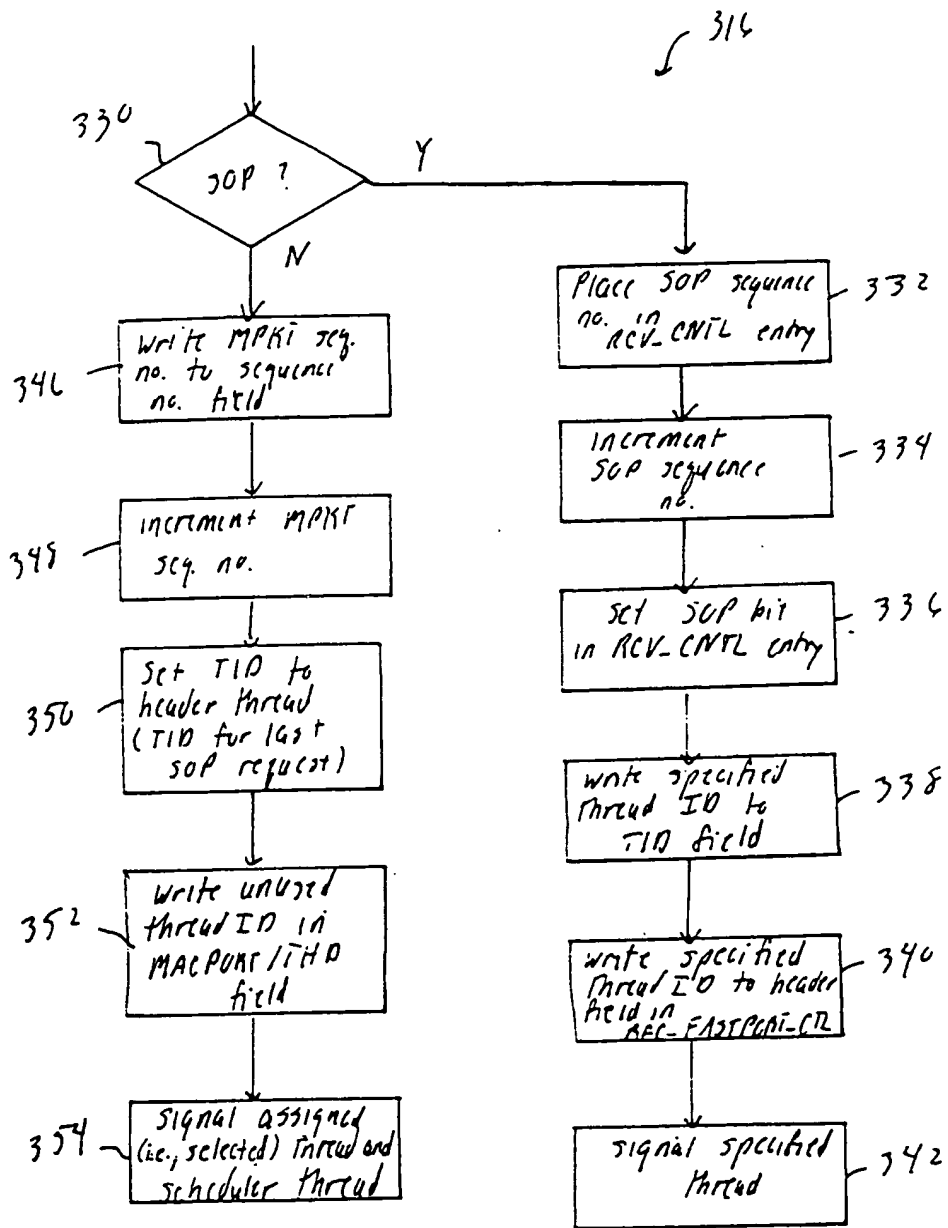 316
330
SOP ?
Y
N
Place SOP sequence
no. in
RCV_CNTL entry
332
Increment
SOP sequence
no.
334
set SOP bit
in RCV_CNTL entry
336
write specified
thread ID to
TID field
338
write specified
thread ID to header
field in
REC_FASTPORT_CTL
340
signal specified
thread
342
write MPKT seq.
no. to sequence
no. field
346
increment MPKT
seq. no.
348
set TID to
header thread
(TID for last
SOP request)
350
write unused
thread ID in
MACPORT/THD
field
352
signal assigned
(i.e., selected) thread and
scheduler thread
354